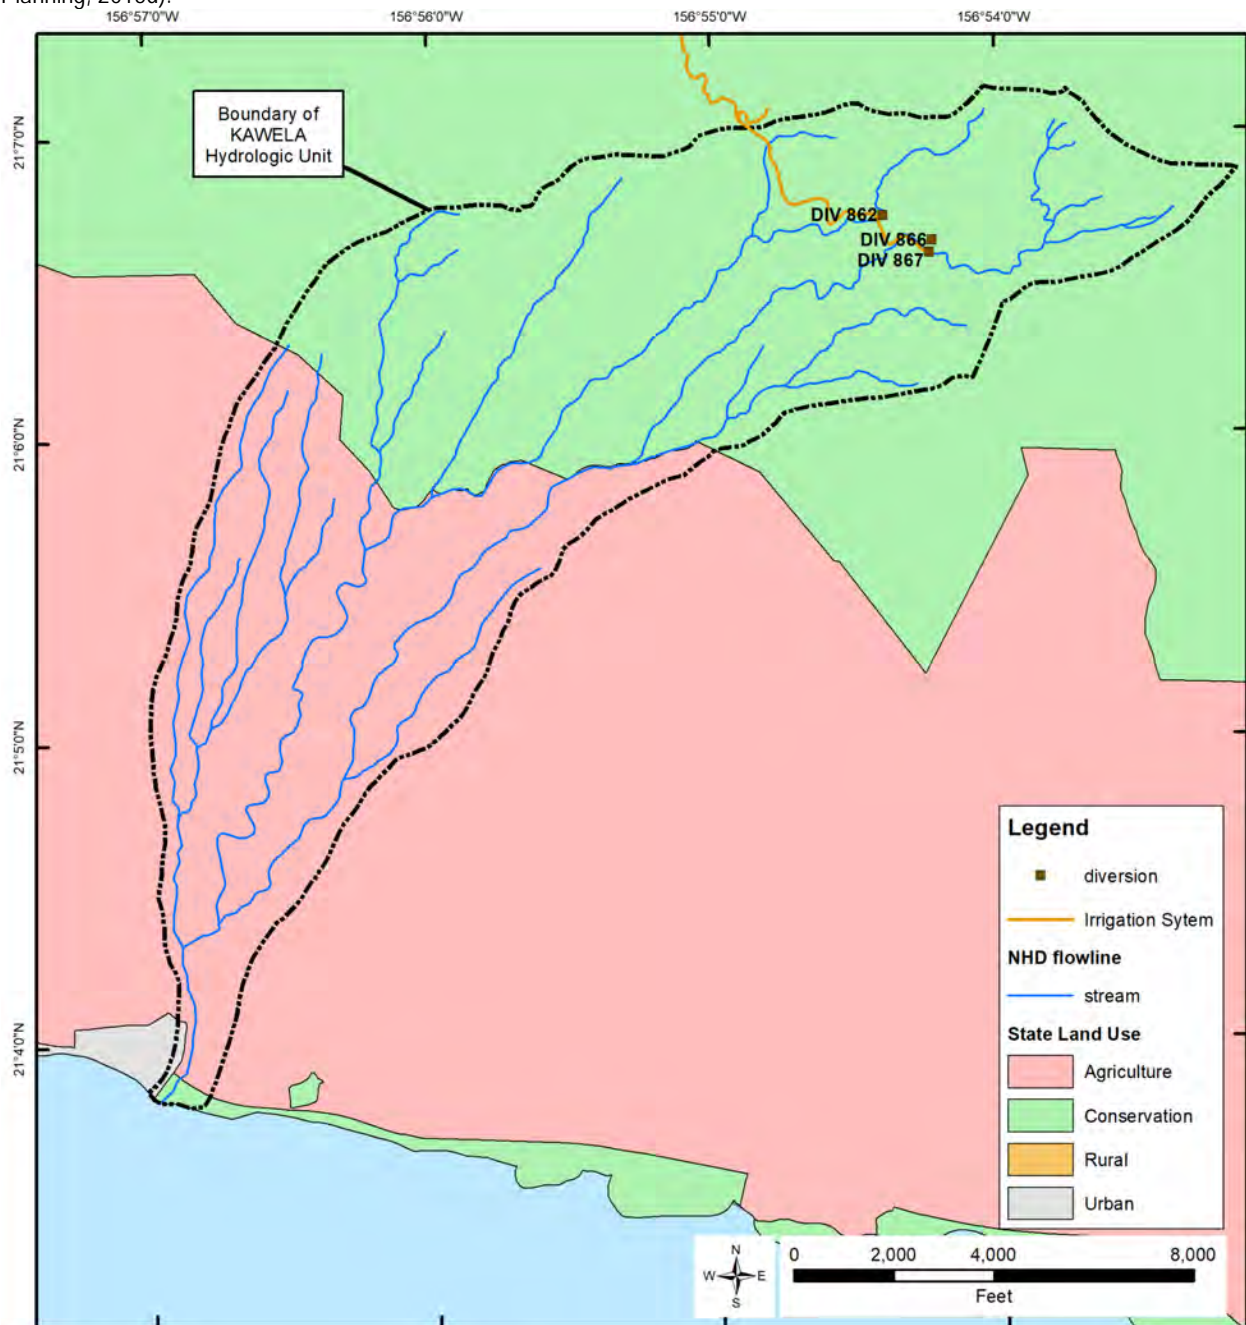 Planning, 2015d).
156°57'0"W 156°56'0"W 156°55'0"W 156°54'0"W
Boundary of
KAWELA
Hydrologic Unit
21°7'0"N
DIV 862
DIV 866
DIV 867
21°6'0"N
21°5'0"N
21°4'0"N
Legend
diversion
Irrigation Sytem
NHD flowline
stream
State Land Use
Agriculture
Conservation
Rural
Urban
N
W E
S
0 2,000 4,000 8,000
Feet